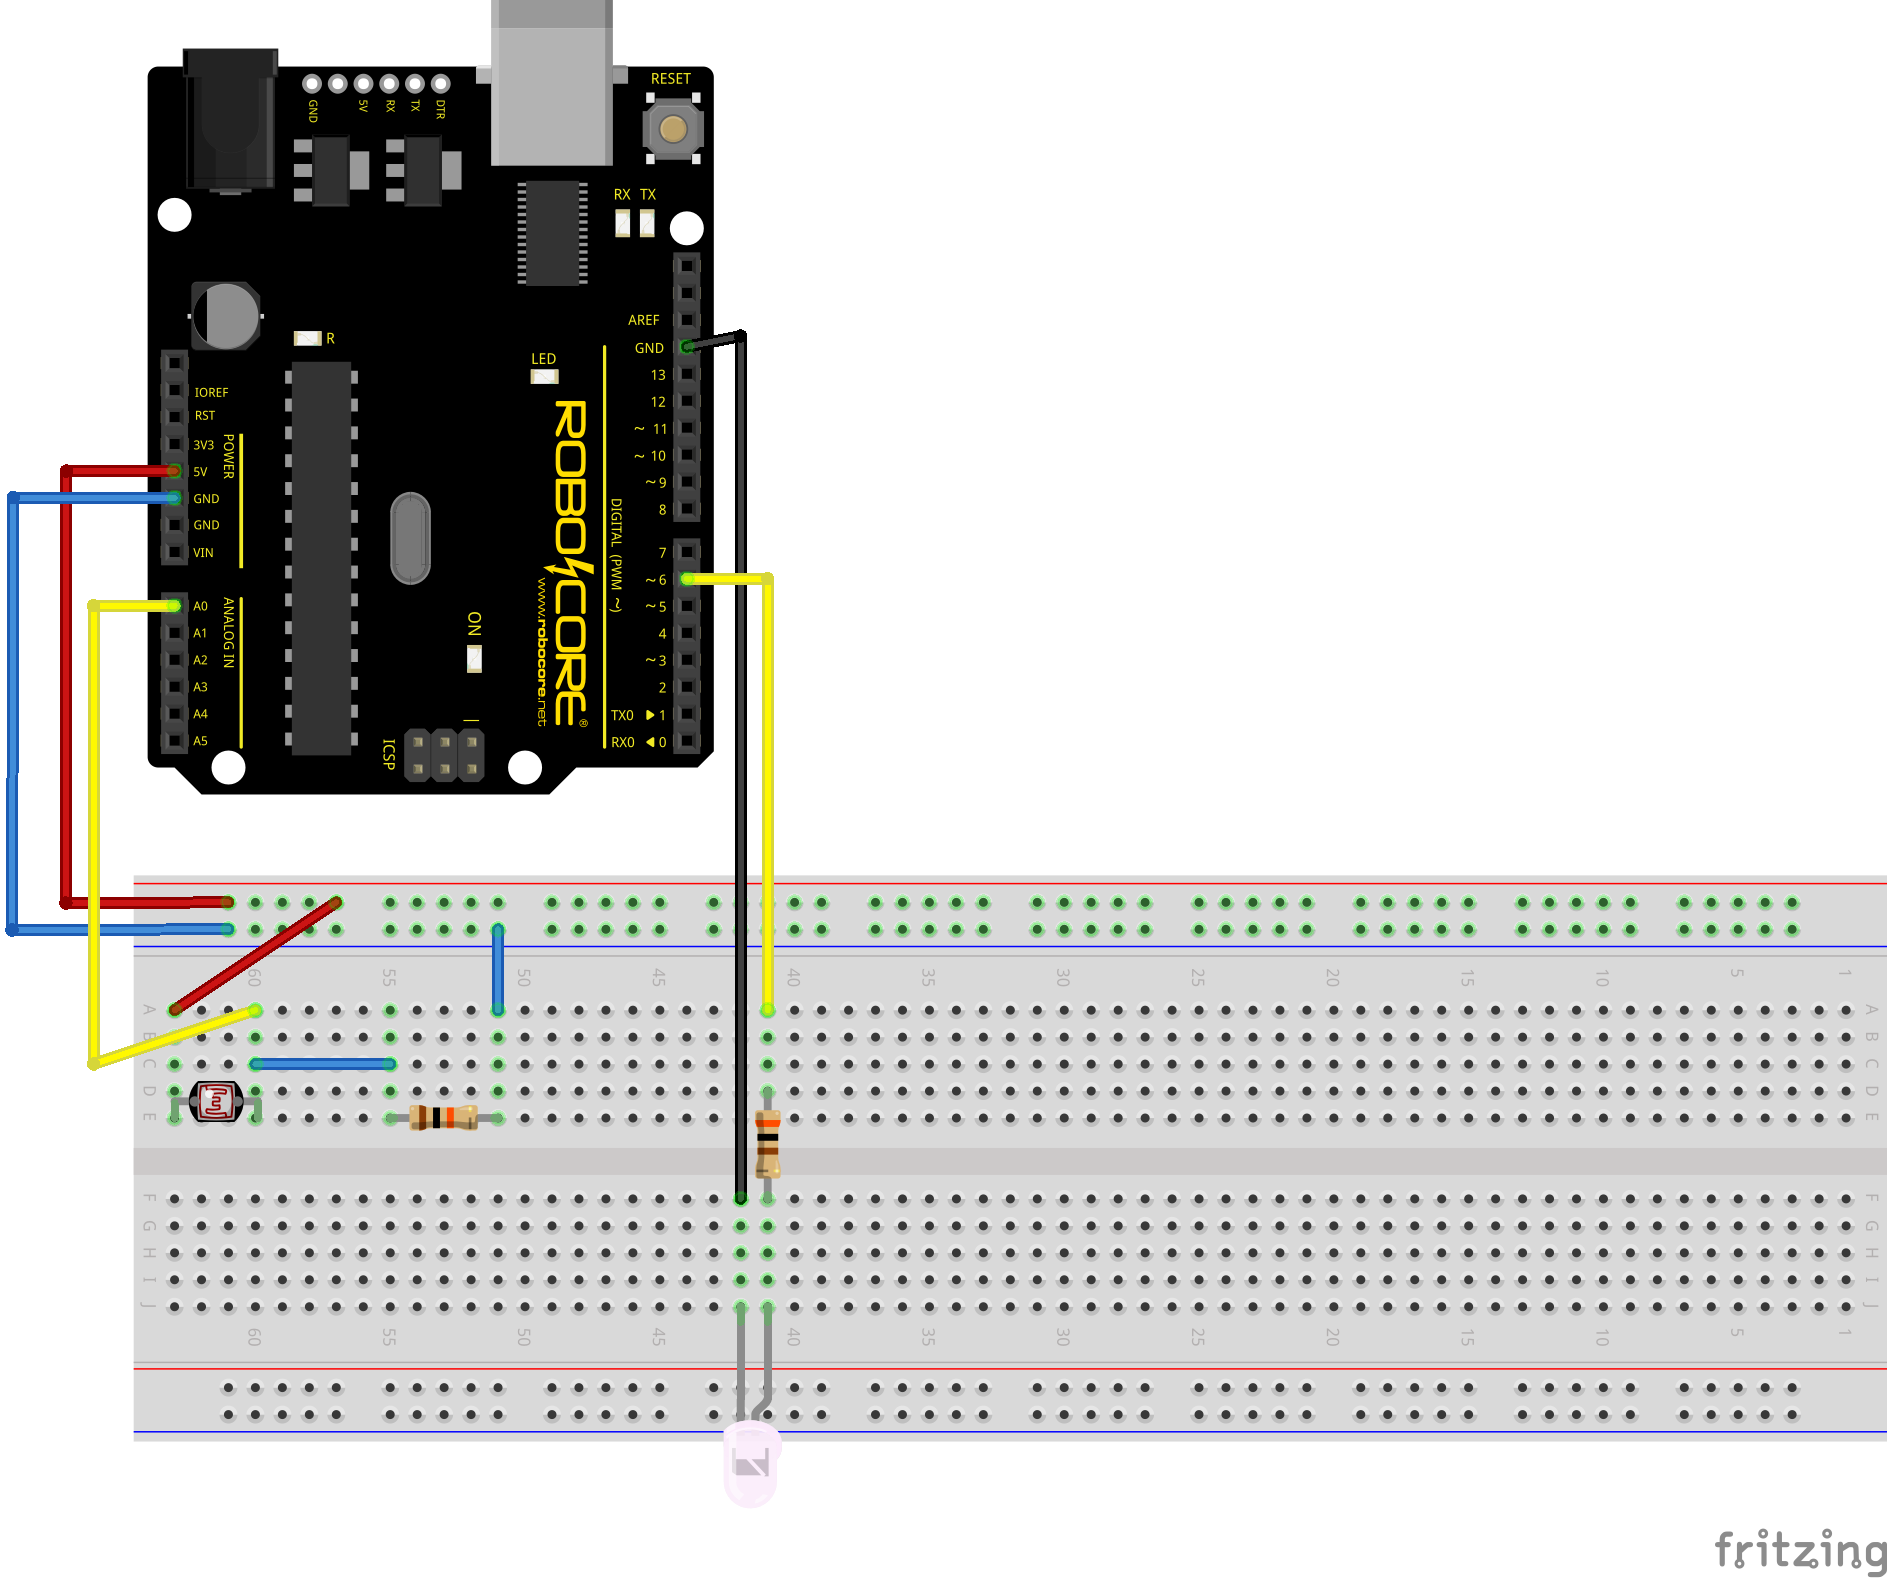 RESET
GND 5V RX TX DTR
RX TX
R
AREF
GND
LED
13
12
~ 11
~ 10
~ 9
8
7
~ 6
~ 5
4
~ 3
2
TX0 ▶ 1
RX0 ◀ 0
DIGITAL (PWM ~)
IOREF
RST
3V3
5V
GND
GND
VIN
POWER
A0
A1
A2
A3
A4
A5
ANALOG IN
ROBOCORE®
www.robocore.net
ON
ICSP
60 55 50 45 40 35 30 25 20 15 10 5 1
A A
B B
C C
D D
E E
F F
G G
H H
I I
J J
60 55 50 45 40 35 30 25 20 15 10 5 1
fritzing